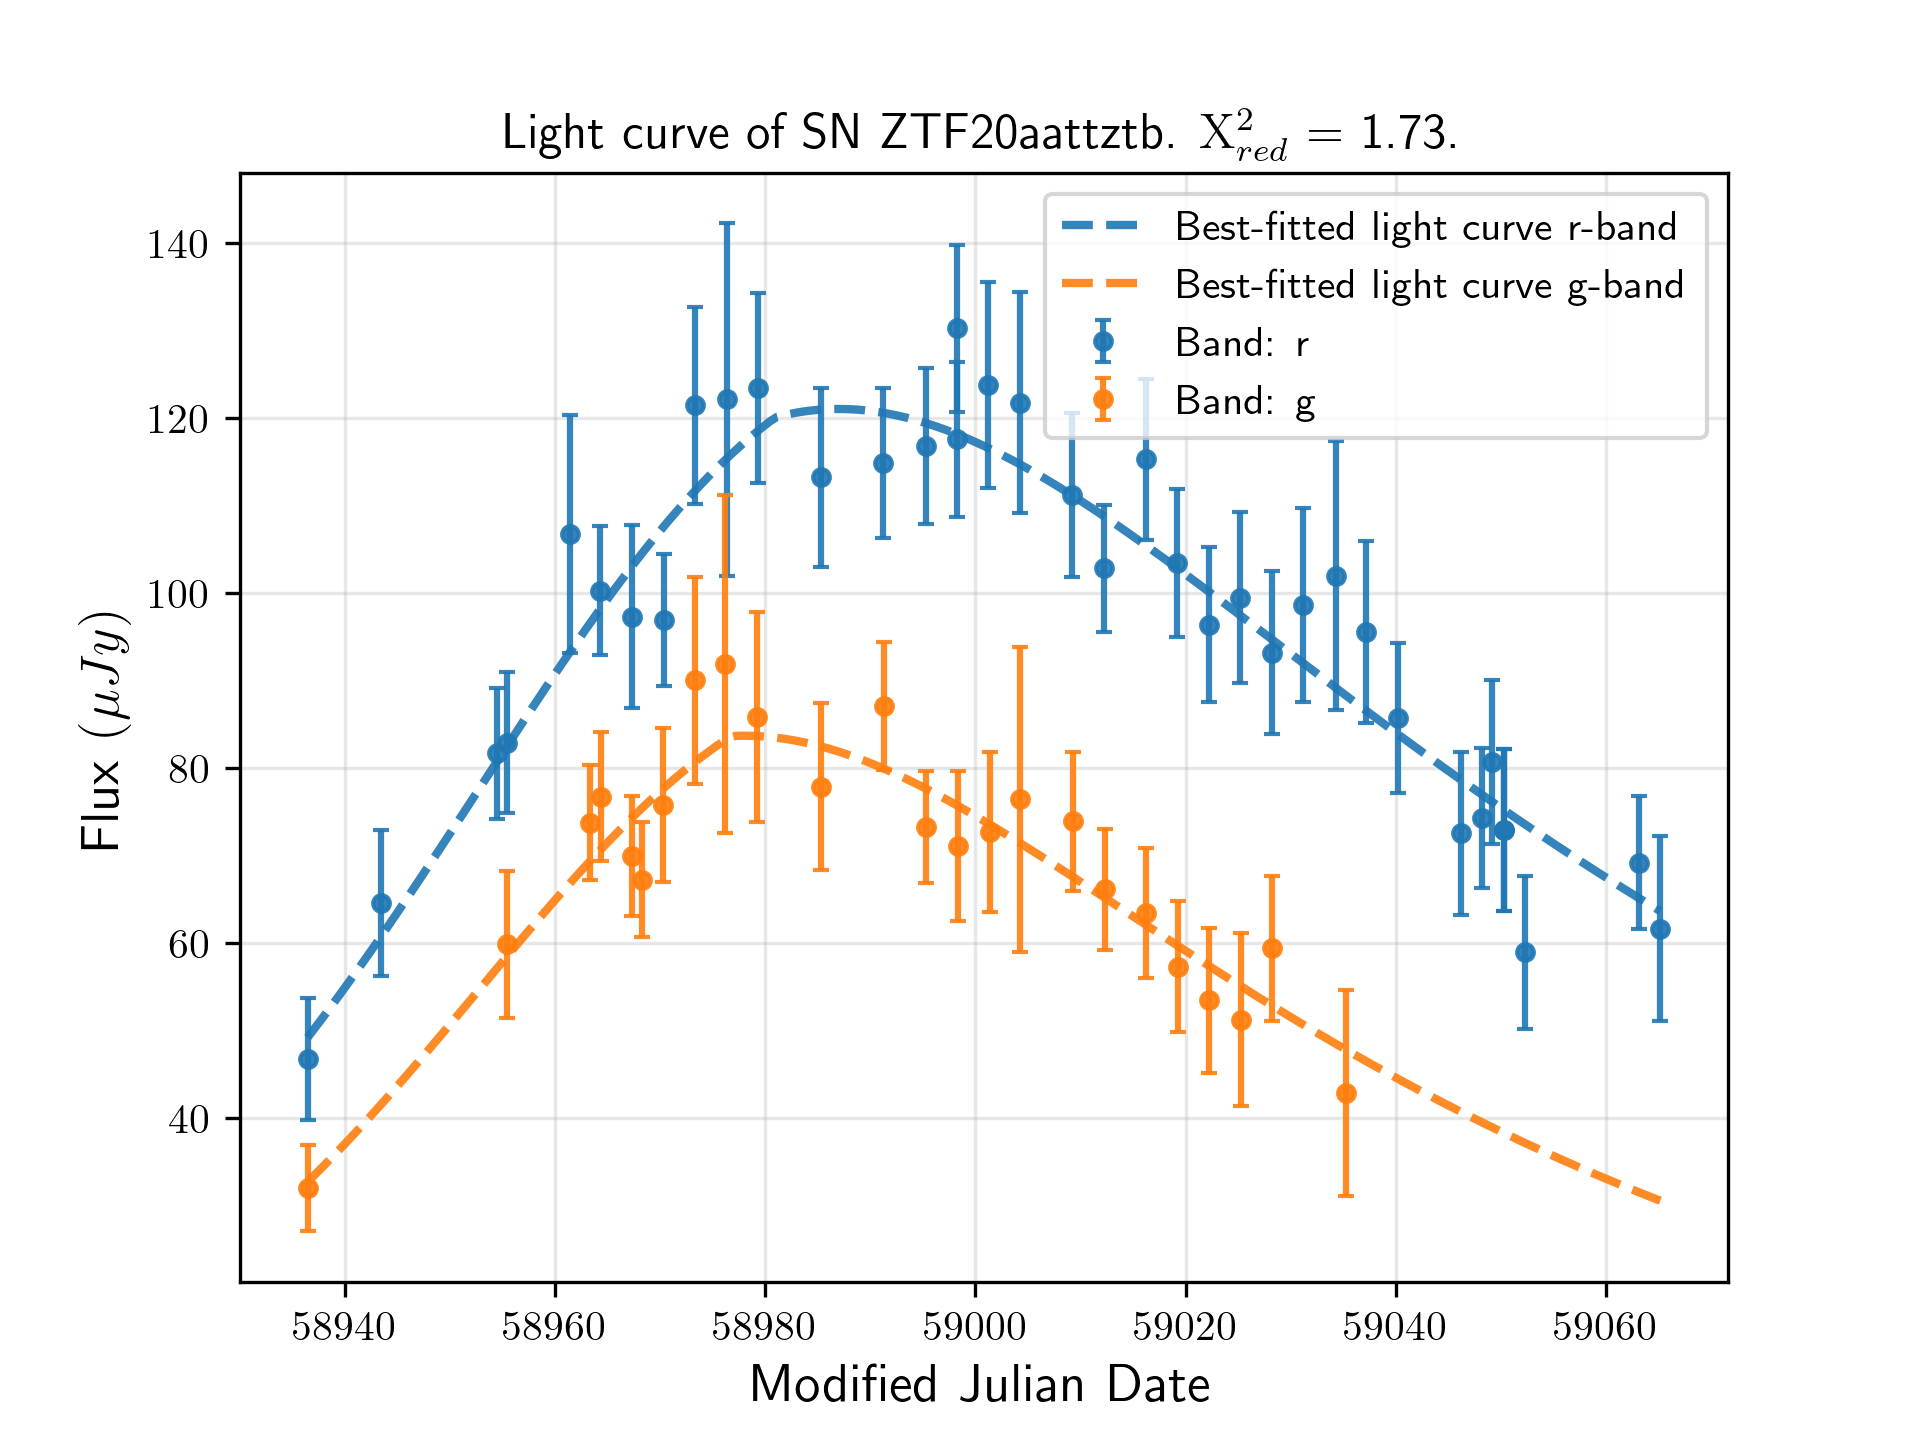 Light curve of SN ZTF20aattztb. X²red = 1.73.
Best-fitted light curve r-band
Best-fitted light curve g-band
Band: r
Band: g
140
120
100
80
60
40
Flux (μJy)
58940 58960 58980 59000 59020 59040 59060
Modified Julian Date